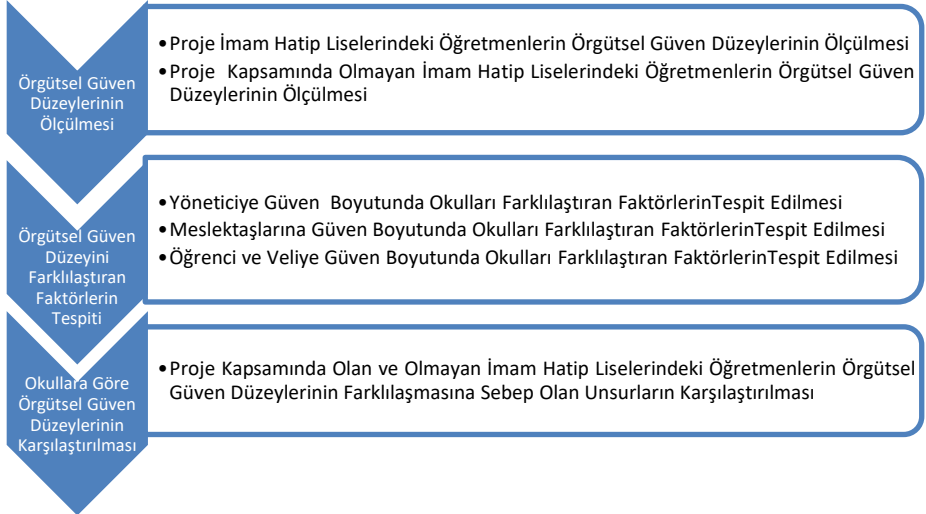 Örgütsel Güven
Düzeylerinin
Ölçülmesi
•Proje İmam Hatip Liselerindeki Öğretmenlerin Örgütsel Güven Düzeylerinin Ölçülmesi
•Proje Kapsamında Olmayan İmam Hatip Liselerindeki Öğretmenlerin Örgütsel Güven
Düzeylerinin Ölçülmesi
Örgütsel Güven
Düzeyini
Farklılaştıran
Faktörlerin
Tespiti
•Yöneticiye Güven Boyutunda Okulları Farklılaştıran FaktörlerinTespit Edilmesi
•Meslektaşlarına Güven Boyutunda Okulları Farklılaştıran FaktörlerinTespit Edilmesi
•Öğrenci ve Veliye Güven Boyutunda Okulları Farklılaştıran FaktörlerinTespit Edilmesi
Okullara Göre
Örgütsel Güven
Düzeylerinin
Karşılaştırılması
•Proje Kapsamında Olan ve Olmayan İmam Hatip Liselerindeki Öğretmenlerin Örgütsel
Güven Düzeylerinin Farklılaşmasına Sebep Olan Unsurların Karşılaştırılması